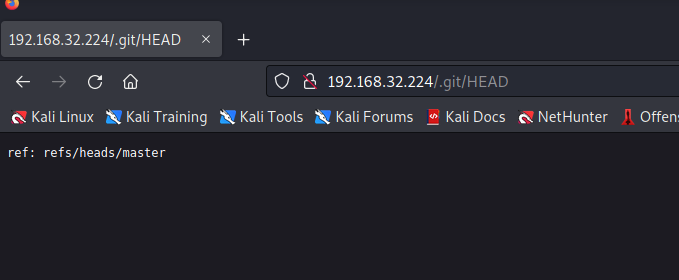 192.168.32.224/.git/HEAD
192.168.32.224/.git/HEAD
Kali Linux Kali Training Kali Tools Kali Forums Kali Docs NetHunter Offens
ref: refs/heads/master